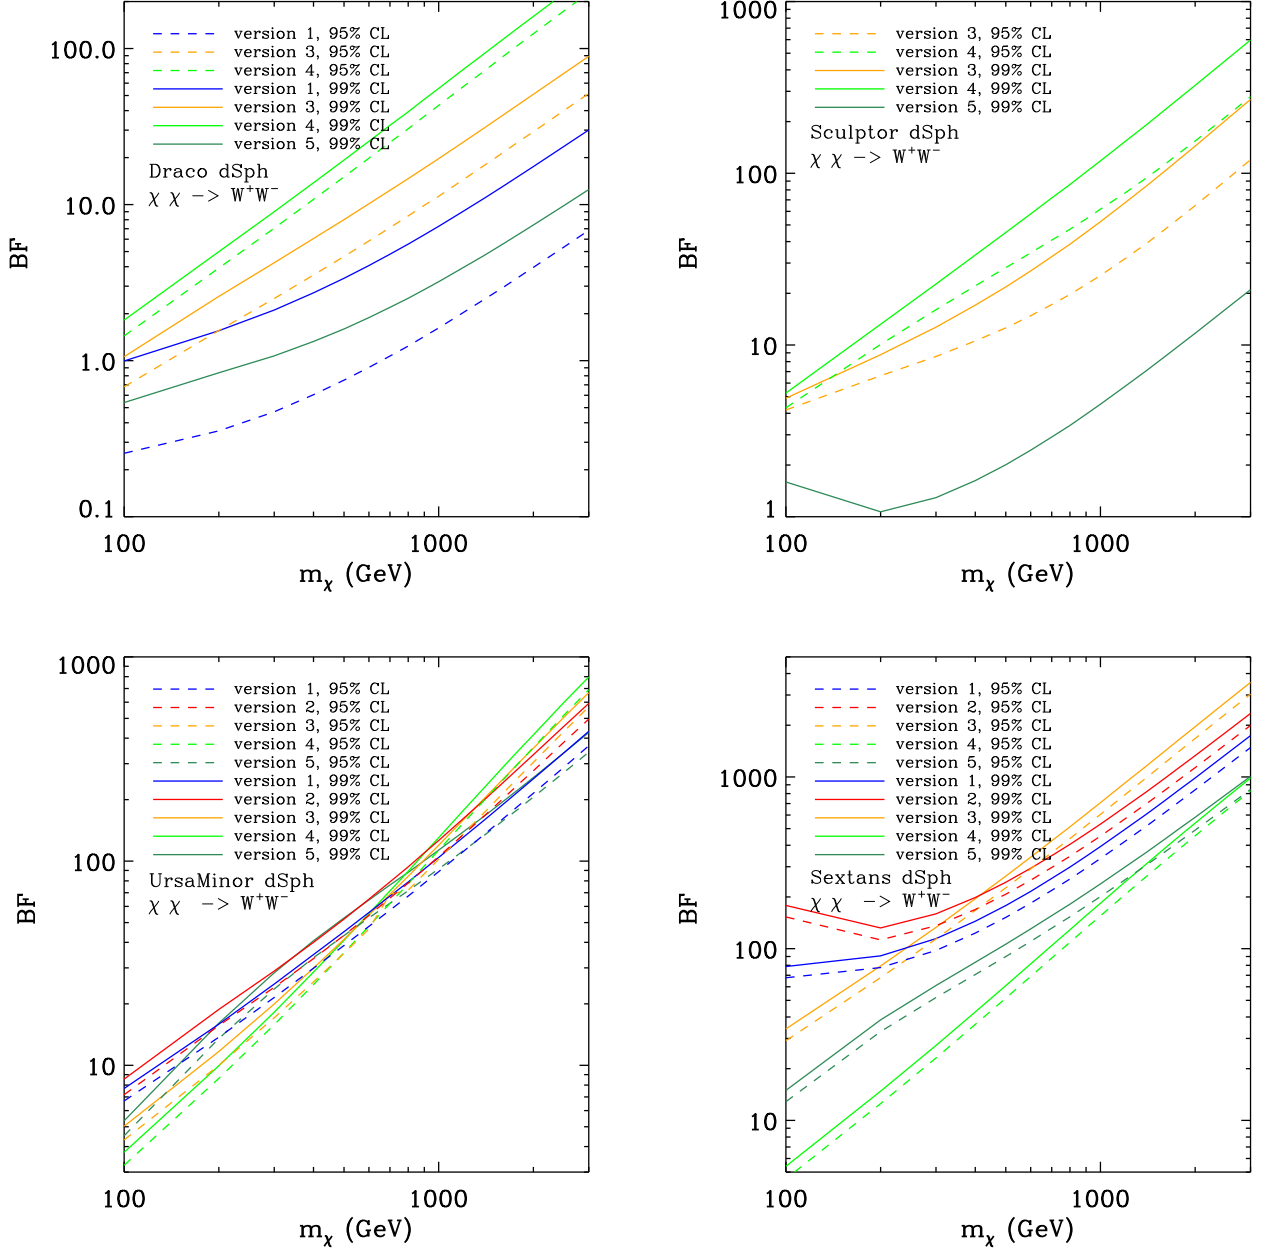 version 1, 95% CL
version 3, 95% CL
version 4, 95% CL
version 1, 99% CL
version 3, 99% CL
version 4, 99% CL
version 5, 99% CL
Draco dSph
χ χ −> W⁺W⁻
BF
100.0
10.0
1.0
0.1
100
1000
m_χ (GeV)
version 3, 95% CL
version 4, 95% CL
version 3, 99% CL
version 4, 99% CL
version 5, 99% CL
Sculptor dSph
χ χ −> W⁺W⁻
BF
1000
100
10
1
100
1000
m_χ (GeV)
version 1, 95% CL
version 2, 95% CL
version 3, 95% CL
version 4, 95% CL
version 5, 95% CL
version 1, 99% CL
version 2, 99% CL
version 3, 99% CL
version 4, 99% CL
version 5, 99% CL
UrsaMinor dSph
χ χ −> W⁺W⁻
BF
1000
100
10
100
1000
m_χ (GeV)
version 1, 95% CL
version 2, 95% CL
version 3, 95% CL
version 4, 95% CL
version 5, 95% CL
version 1, 99% CL
version 2, 99% CL
version 3, 99% CL
version 4, 99% CL
version 5, 99% CL
Sextans dSph
χ χ −> W⁺W⁻
BF
1000
100
10
100
1000
m_χ (GeV)